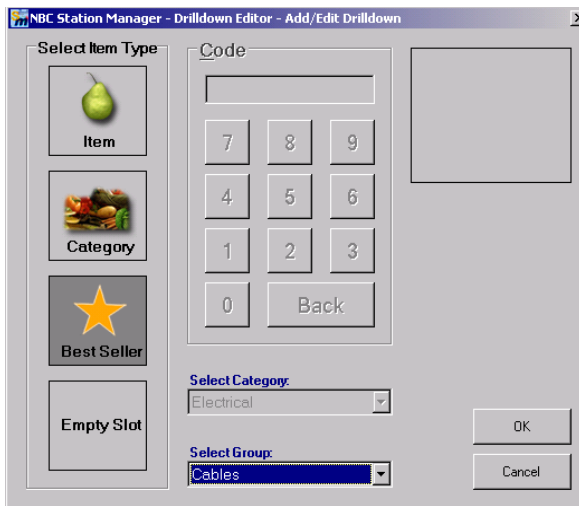 NBC Station Manager - Drilldown Editor - Add/Edit Drilldown
Select Item Type
Item
Category
Best Seller
Empty Slot
Code
7 8 9
4 5 6
1 2 3
0 Back
Select Category:
Electrical
Select Group:
Cables
OK
Cancel